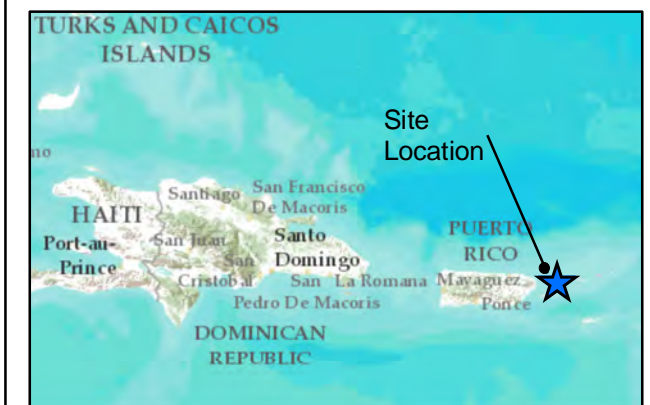 TURKS AND CAICOS
ISLANDS
Site
Location
no
HAITI
Port-au-
Prince
Santiago
San Francisco
De Macoris
San Juan
Santo
Domingo
San
Cristobal
San
Pedro De Macoris
La Romana
DOMINICAN
REPUBLIC
PUERTO
RICO
Mayaguez
Ponce